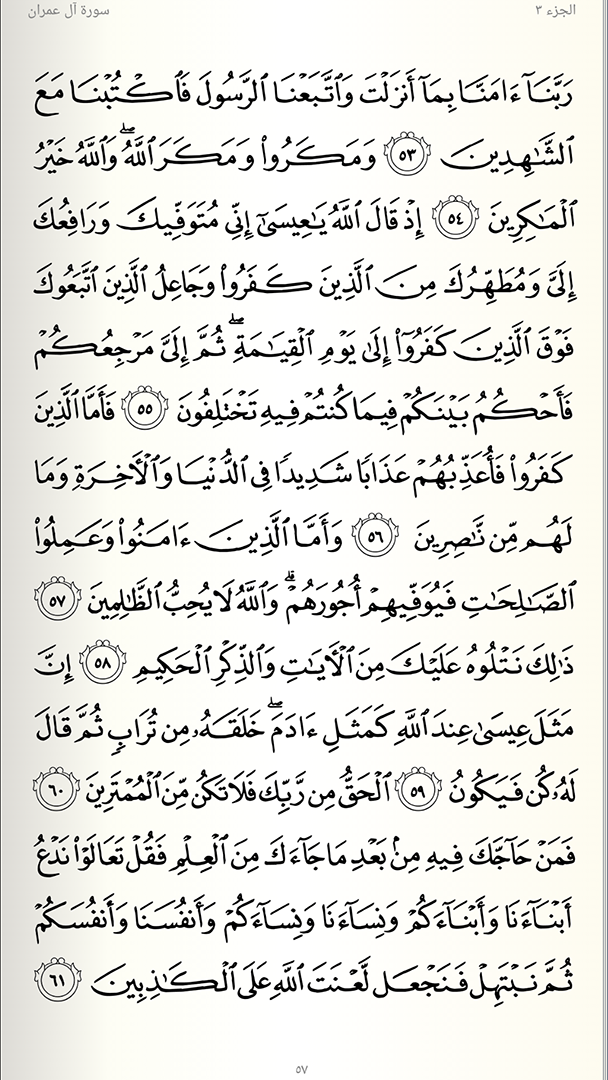 سورة آل عمران
الجزء ٣
رَبَّنَآ ءَامَنَّا بِمَآ أَنزَلْتَ وَٱتَّبَعْنَا ٱلرَّسُولَ فَٱكْتُبْنَا مَعَ
ٱلشَّٰهِدِينَ ٥٣ وَمَكَرُوا۟ وَمَكَرَ ٱللَّهُ ۖ وَٱللَّهُ خَيْرُ
ٱلْمَٰكِرِينَ ٥٤ إِذْ قَالَ ٱللَّهُ يَٰعِيسَىٰٓ إِنِّى مُتَوَفِّيكَ وَرَافِعُكَ
إِلَىَّ وَمُطَهِّرُكَ مِنَ ٱلَّذِينَ كَفَرُوا۟ وَجَاعِلُ ٱلَّذِينَ ٱتَّبَعُوكَ
فَوْقَ ٱلَّذِينَ كَفَرُوٓا۟ إِلَىٰ يَوْمِ ٱلْقِيَٰمَةِ ۖ ثُمَّ إِلَىَّ مَرْجِعُكُمْ
فَأَحْكُمُ بَيْنَكُمْ فِيمَا كُنتُمْ فِيهِ تَخْتَلِفُونَ ٥٥ فَأَمَّا ٱلَّذِينَ
كَفَرُوا۟ فَأُعَذِّبُهُمْ عَذَابًا شَدِيدًا فِى ٱلدُّنْيَا وَٱلْءَاخِرَةِ وَمَا
لَهُم مِّن نَّٰصِرِينَ ٥٦ وَأَمَّا ٱلَّذِينَ ءَامَنُوا۟ وَعَمِلُوا۟
ٱلصَّٰلِحَٰتِ فَيُوَفِّيهِمْ أُجُورَهُمْ ۗ وَٱللَّهُ لَا يُحِبُّ ٱلظَّٰلِمِينَ ٥٧
ذَٰلِكَ نَتْلُوهُ عَلَيْكَ مِنَ ٱلْءَايَٰتِ وَٱلذِّكْرِ ٱلْحَكِيمِ ٥٨ إِنَّ
مَثَلَ عِيسَىٰ عِندَ ٱللَّهِ كَمَثَلِ ءَادَمَ ۖ خَلَقَهُۥ مِن تُرَابٍ ثُمَّ قَالَ
لَهُۥ كُن فَيَكُونُ ٥٩ ٱلْحَقُّ مِن رَّبِّكَ فَلَا تَكُن مِّنَ ٱلْمُمْتَرِينَ ٦٠
فَمَنْ حَآجَّكَ فِيهِ مِنۢ بَعْدِ مَا جَآءَكَ مِنَ ٱلْعِلْمِ فَقُلْ تَعَالَوْا۟ نَدْعُ
أَبْنَآءَنَا وَأَبْنَآءَكُمْ وَنِسَآءَنَا وَنِسَآءَكُمْ وَأَنفُسَنَا وَأَنفُسَكُمْ
ثُمَّ نَبْتَهِلْ فَنَجْعَل لَّعْنَتَ ٱللَّهِ عَلَى ٱلْكَٰذِبِينَ ٦١
٥٧